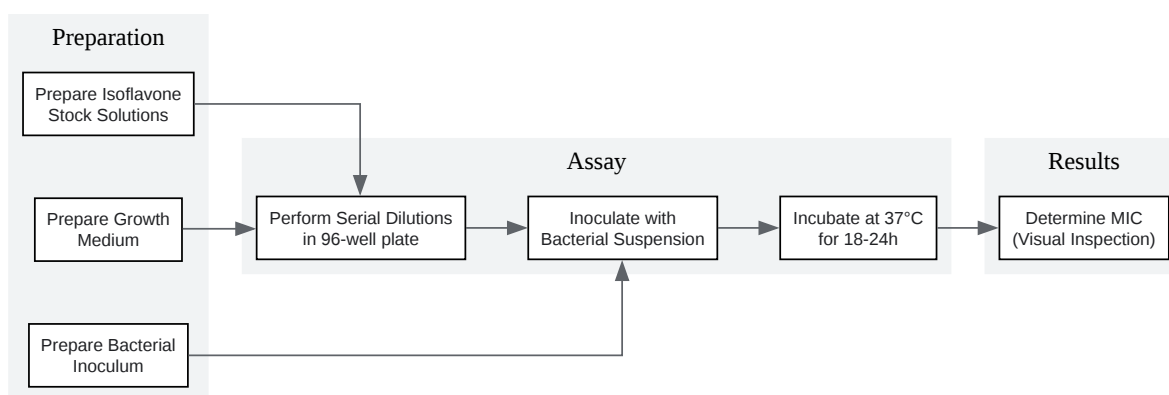 Preparation
Prepare Isoflavone
Stock Solutions
Prepare Growth
Medium
Prepare Bacterial
Inoculum
Assay
Perform Serial Dilutions
in 96-well plate
Inoculate with
Bacterial Suspension
Incubate at 37°C
for 18-24h
Results
Determine MIC
(Visual Inspection)